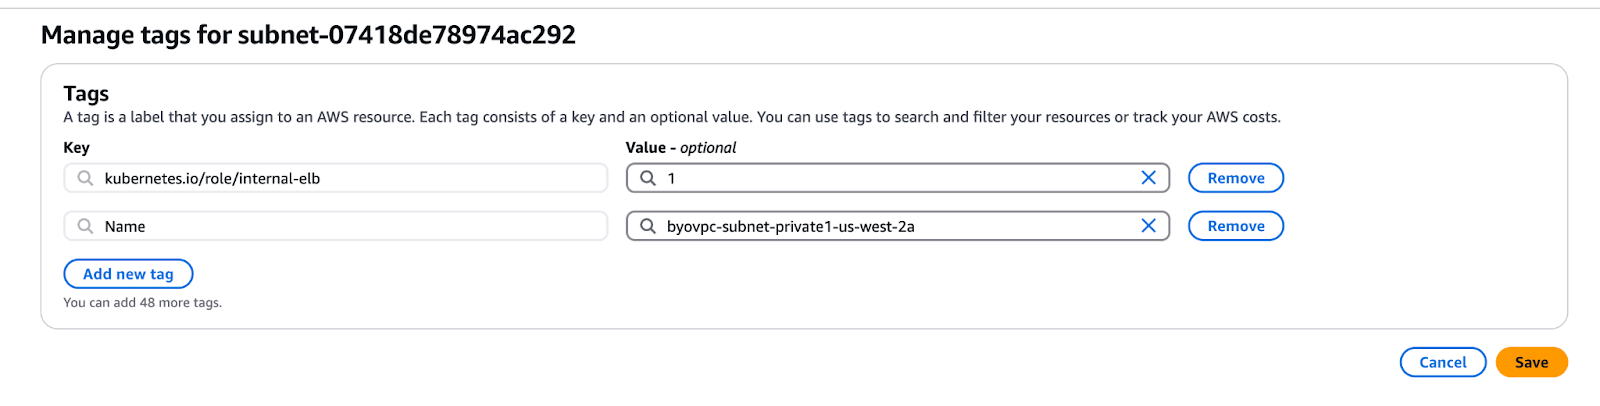 Manage tags for subnet-07418de78974ac292
Tags
A tag is a label that you assign to an AWS resource. Each tag consists of a key and an optional value. You can use tags to search and filter your resources or track your AWS costs.
Key Value - optional
kubernetes.io/role/internal-elb 1 Remove
Name byovpc-subnet-private1-us-west-2a Remove
Add new tag
You can add 48 more tags.
Cancel Save